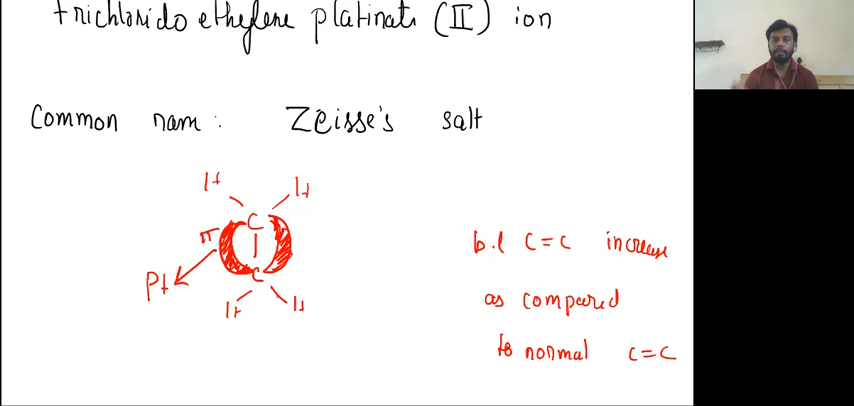 trichlorido ethylene platinate (II) ion
Common nam : Zeisse's salt
H H
C
π
C
Pt
H H
b.l C=C increase
as compared
to normal C=C